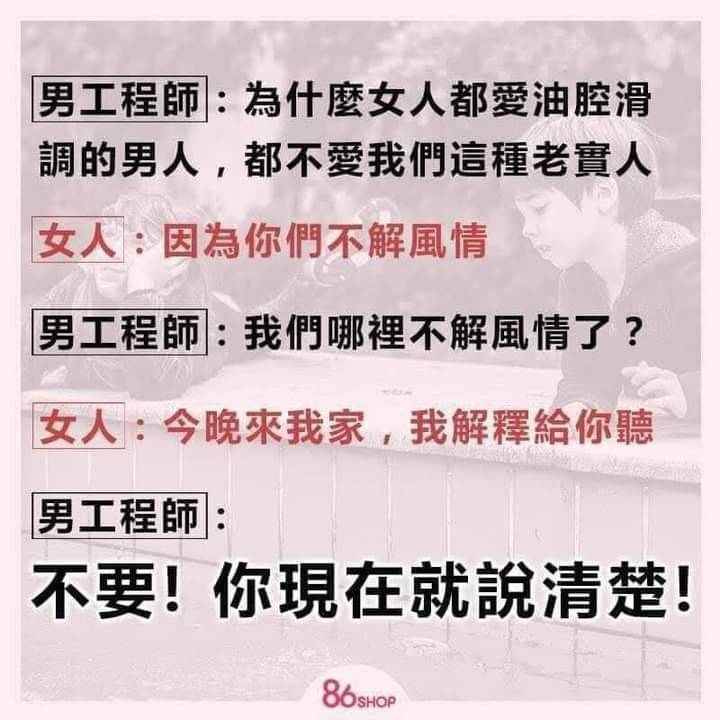 男工程師：為什麼女人都愛油腔滑
調的男人，都不愛我們這種老實人
女人：因為你們不解風情
男工程師：我們哪裡不解風情了？
女人：今晚來我家，我解釋給你聽
男工程師：
不要! 你現在就說清楚!
86SHOP